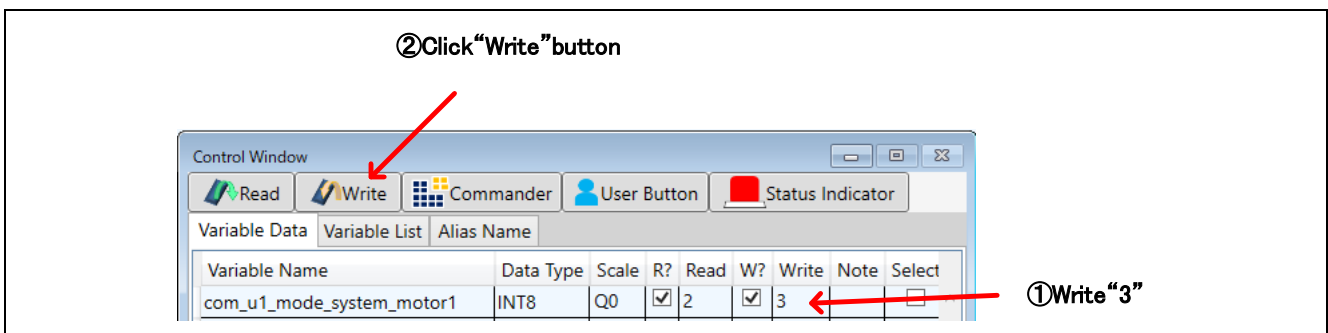 ②Click“Write”button
Control Window
Read Write Commander User Button Status Indicator
Variable Data Variable List Alias Name
Variable Name Data Type Scale R? Read W? Write Note Select
com_u1_mode_system_motor1 INT8 Q0 2 3
①Write“3”